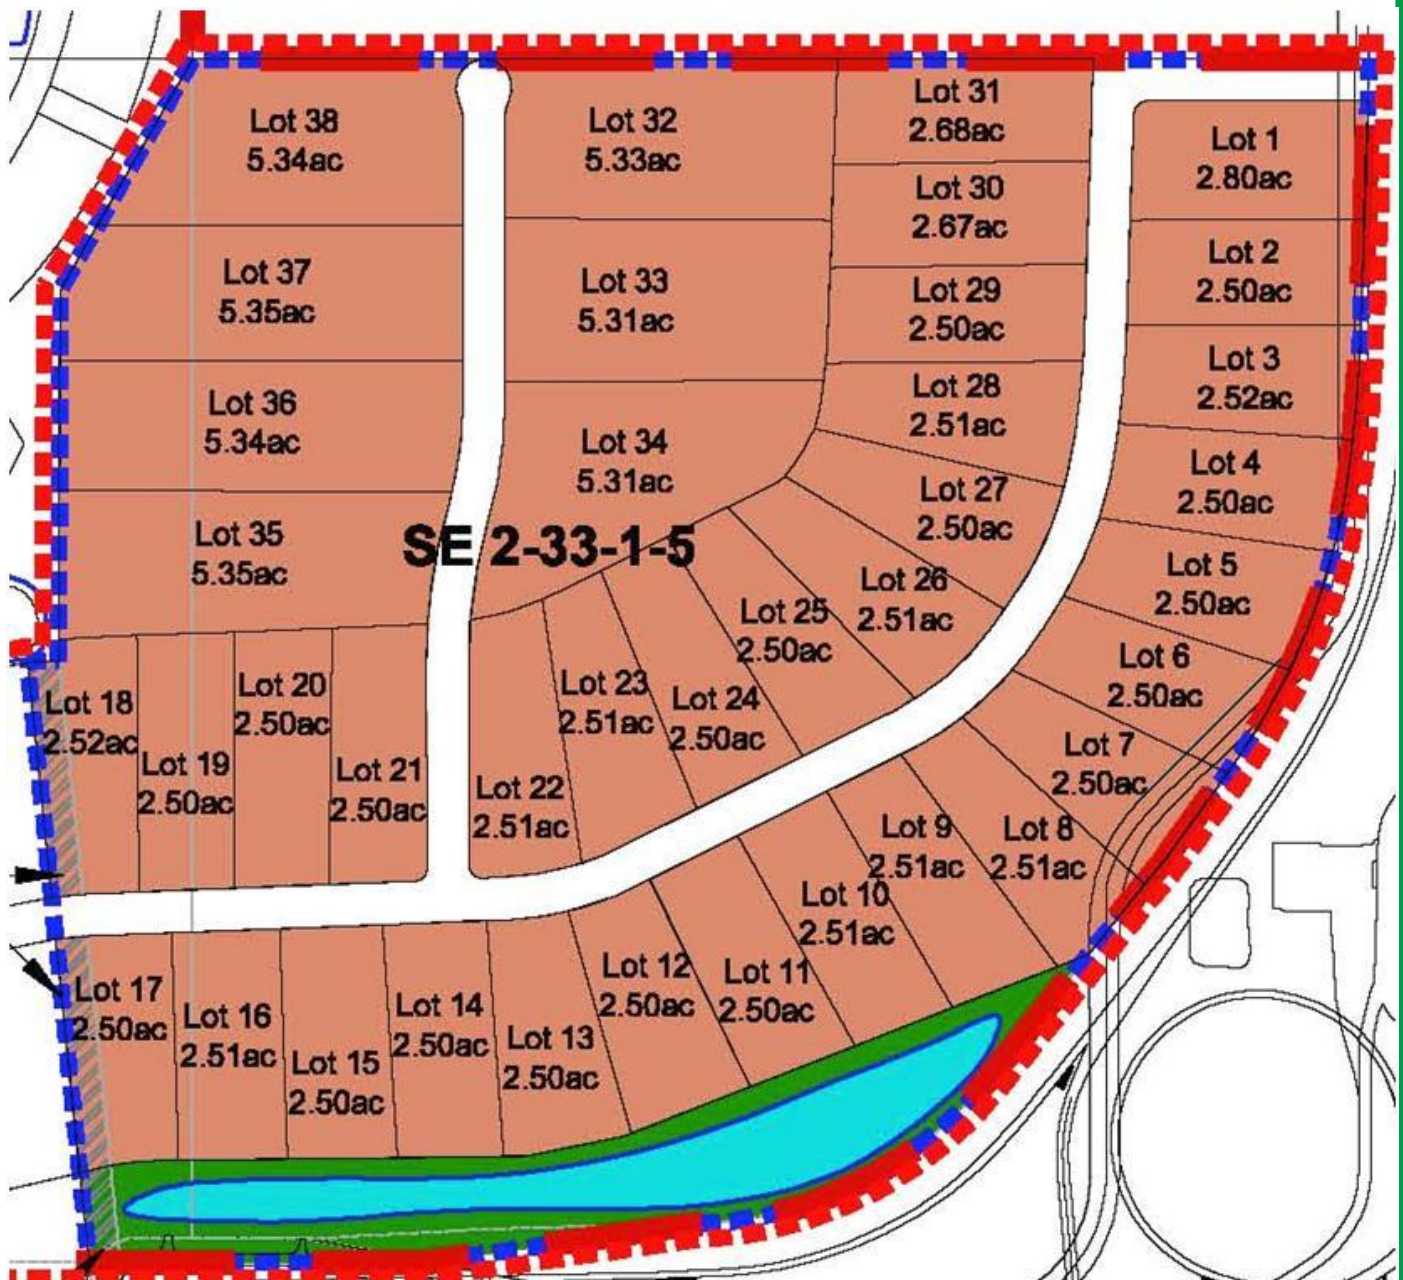 Lot 38
5.34ac
Lot 32
5.33ac
Lot 31
2.68ac
Lot 1
2.80ac
Lot 30
2.67ac
Lot 2
2.50ac
Lot 37
5.35ac
Lot 33
5.31ac
Lot 29
2.50ac
Lot 3
2.52ac
Lot 36
5.34ac
Lot 34
5.31ac
Lot 28
2.51ac
Lot 4
2.50ac
Lot 27
2.50ac
Lot 35
5.35ac
SE 2-33-1-5
Lot 5
2.50ac
Lot 26
2.51ac
Lot 25
2.50ac
Lot 6
2.50ac
Lot 18
2.52ac
Lot 20
2.50ac
Lot 23
2.51ac
Lot 24
2.50ac
Lot 7
2.50ac
Lot 19
2.50ac
Lot 21
2.50ac
Lot 22
2.51ac
Lot 9
2.51ac
Lot 8
2.51ac
Lot 10
2.51ac
Lot 17
2.50ac
Lot 16
2.51ac
Lot 15
2.50ac
Lot 14
2.50ac
Lot 13
2.50ac
Lot 12
2.50ac
Lot 11
2.50ac